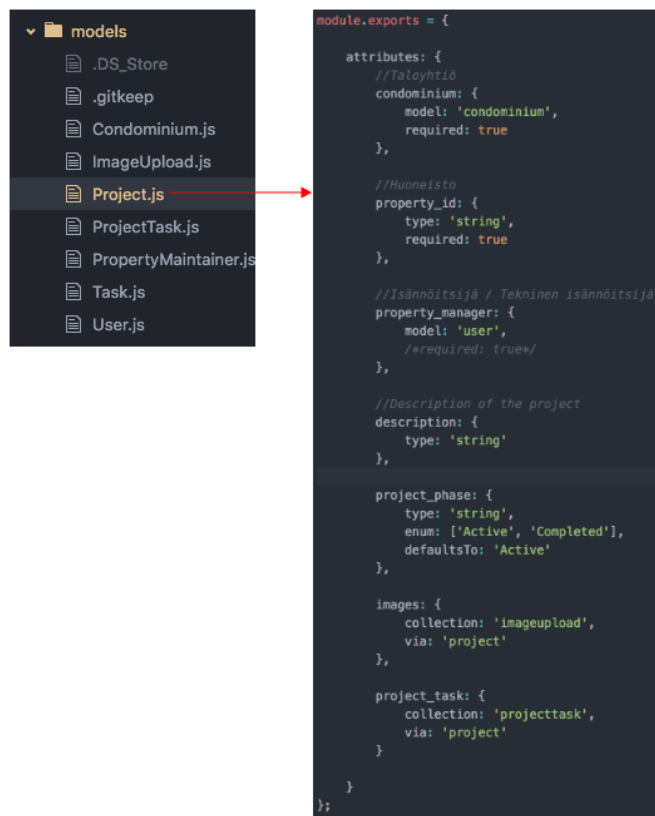 models
.DS_Store
.gitkeep
Condominium.js
ImageUpload.js
Project.js
ProjectTask.js
PropertyMaintainer.js
Task.js
User.js
module.exports = {
attributes: {
//Taloyhtiö
condominium: {
model: 'condominium',
required: true
},
//Huoneisto
property_id: {
type: 'string',
required: true
},
//Isännöitsijä / Tekninen isännöitsijä
property_manager: {
model: 'user',
/*required: true*/
},
//Description of the project
description: {
type: 'string'
},
project_phase: {
type: 'string',
enum: ['Active', 'Completed'],
defaultsTo: 'Active'
},
images: {
collection: 'imageupload',
via: 'project'
},
project_task: {
collection: 'projecttask',
via: 'project'
}
}
};